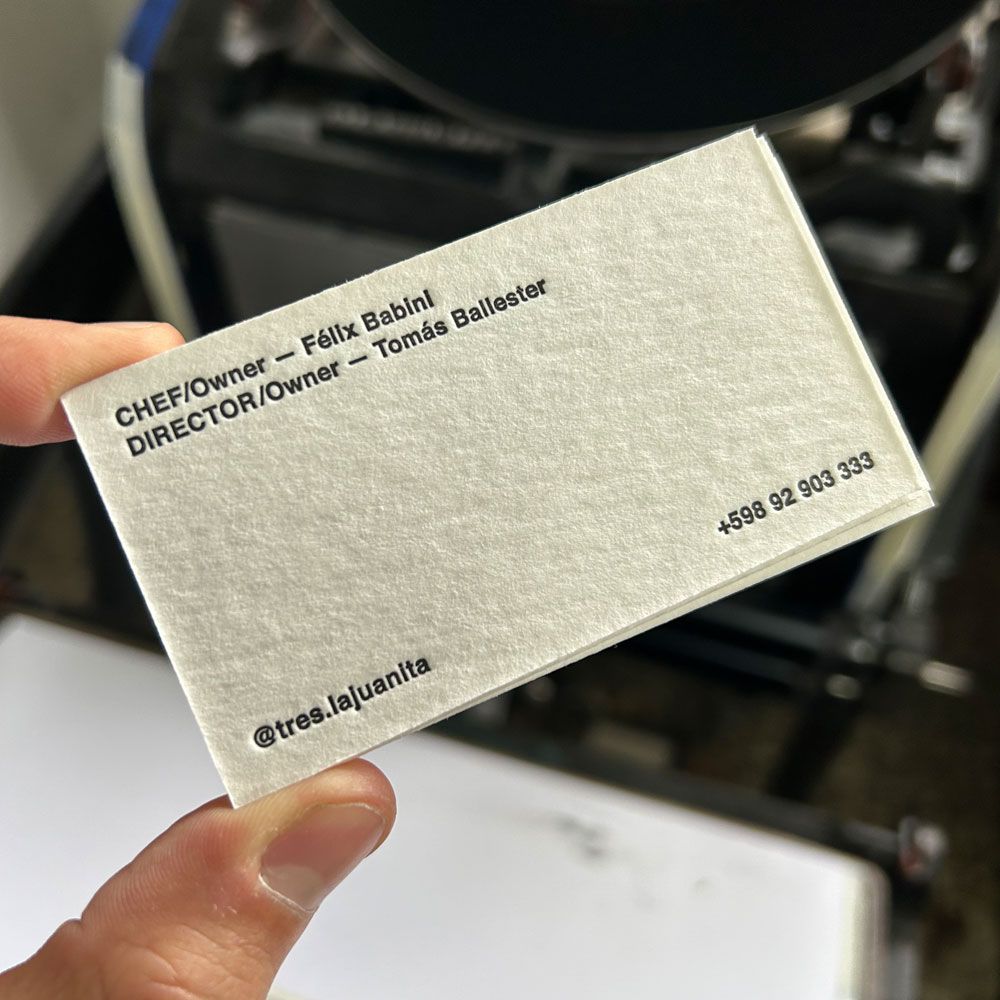 CHEF/Owner — Félix Babini
DIRECTOR/Owner — Tomás Ballester
+598 92 903 333
@tres.lajuanita